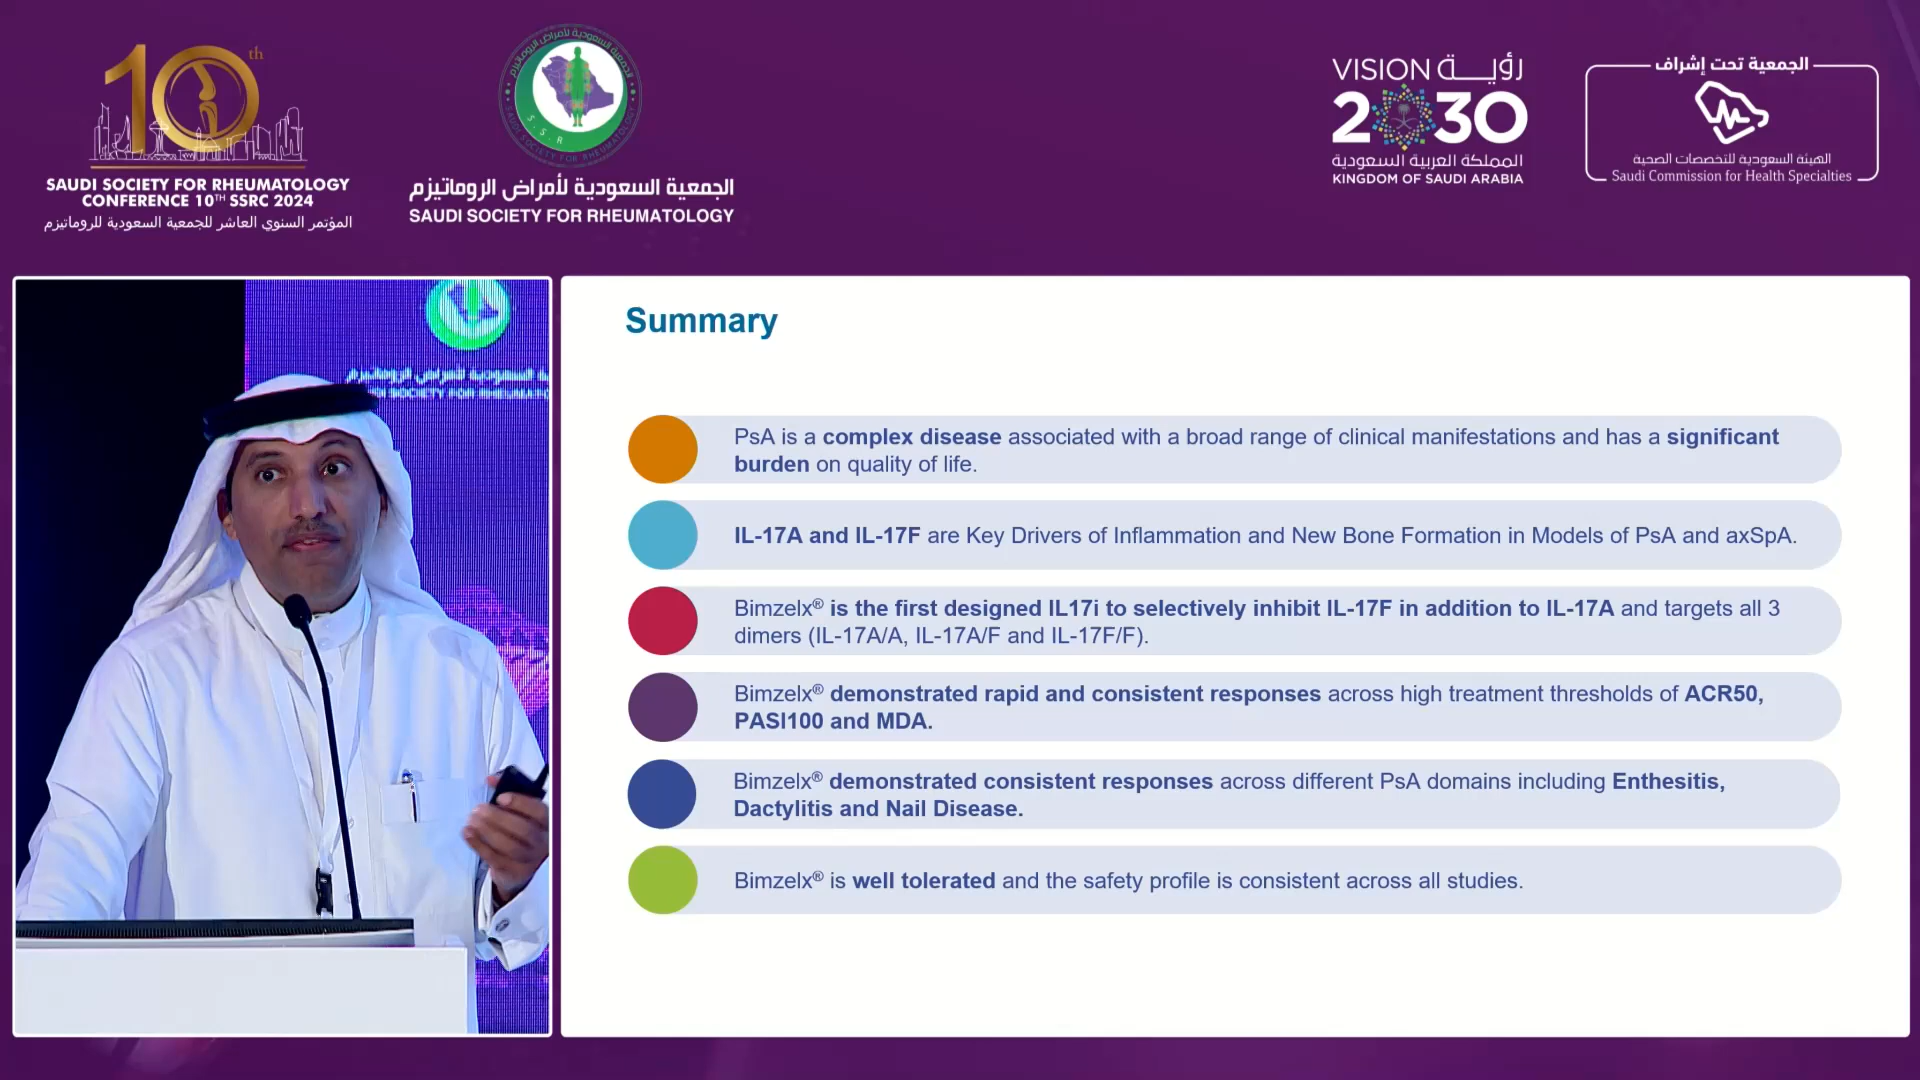 10th
SAUDI SOCIETY FOR RHEUMATOLOGY
CONFERENCE 10TH SSRC 2024
المؤتمر السنوي العاشر للجمعية السعودية للروماتيزم
الجمعية السعودية لأمراض الروماتيزم
S.S.R
SAUDI SOCIETY FOR RHEUMATOLOGY
الجمعية السعودية لأمراض الروماتيزم
SAUDI SOCIETY FOR RHEUMATOLOGY
VISION رؤية
2030
المملكة العربية السعودية
KINGDOM OF SAUDI ARABIA
الجمعية تحت إشراف
الهيئة السعودية للتخصصات الصحية
Saudi Commission for Health Specialties
Summary
PsA is a complex disease associated with a broad range of clinical manifestations and has a significant
burden on quality of life.
IL-17A and IL-17F are Key Drivers of Inflammation and New Bone Formation in Models of PsA and axSpA.
Bimzelx® is the first designed IL17i to selectively inhibit IL-17F in addition to IL-17A and targets all 3
dimers (IL-17A/A, IL-17A/F and IL-17F/F).
Bimzelx® demonstrated rapid and consistent responses across high treatment thresholds of ACR50,
PASI100 and MDA.
Bimzelx® demonstrated consistent responses across different PsA domains including Enthesitis,
Dactylitis and Nail Disease.
Bimzelx® is well tolerated and the safety profile is consistent across all studies.